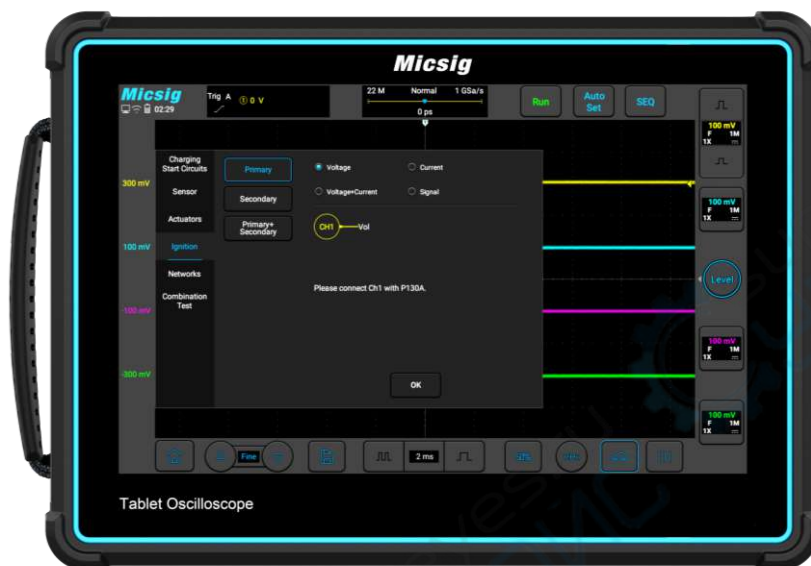 Micsig
Micsig
02:29
Trig A ① 0 V
22 M Normal 1 GSa/s
0 ps
Run
Auto
Set
SEQ
100 mV
F 1M
1X
Charging
Start Circuits
Sensor
Actuators
Ignition
Networks
Combination
Test
Primary
Secondary
Primary+
Secondary
Voltage
Current
Voltage+Current
Signal
CH1
Vol
Please connect Ch1 with P130A.
OK
300 mV
100 mV
-100 mV
-300 mV
100 mV
F 1M
1X
Level
100 mV
F 1M
1X
100 mV
F 1M
1X
Fine
2 ms
Tablet Oscilloscope